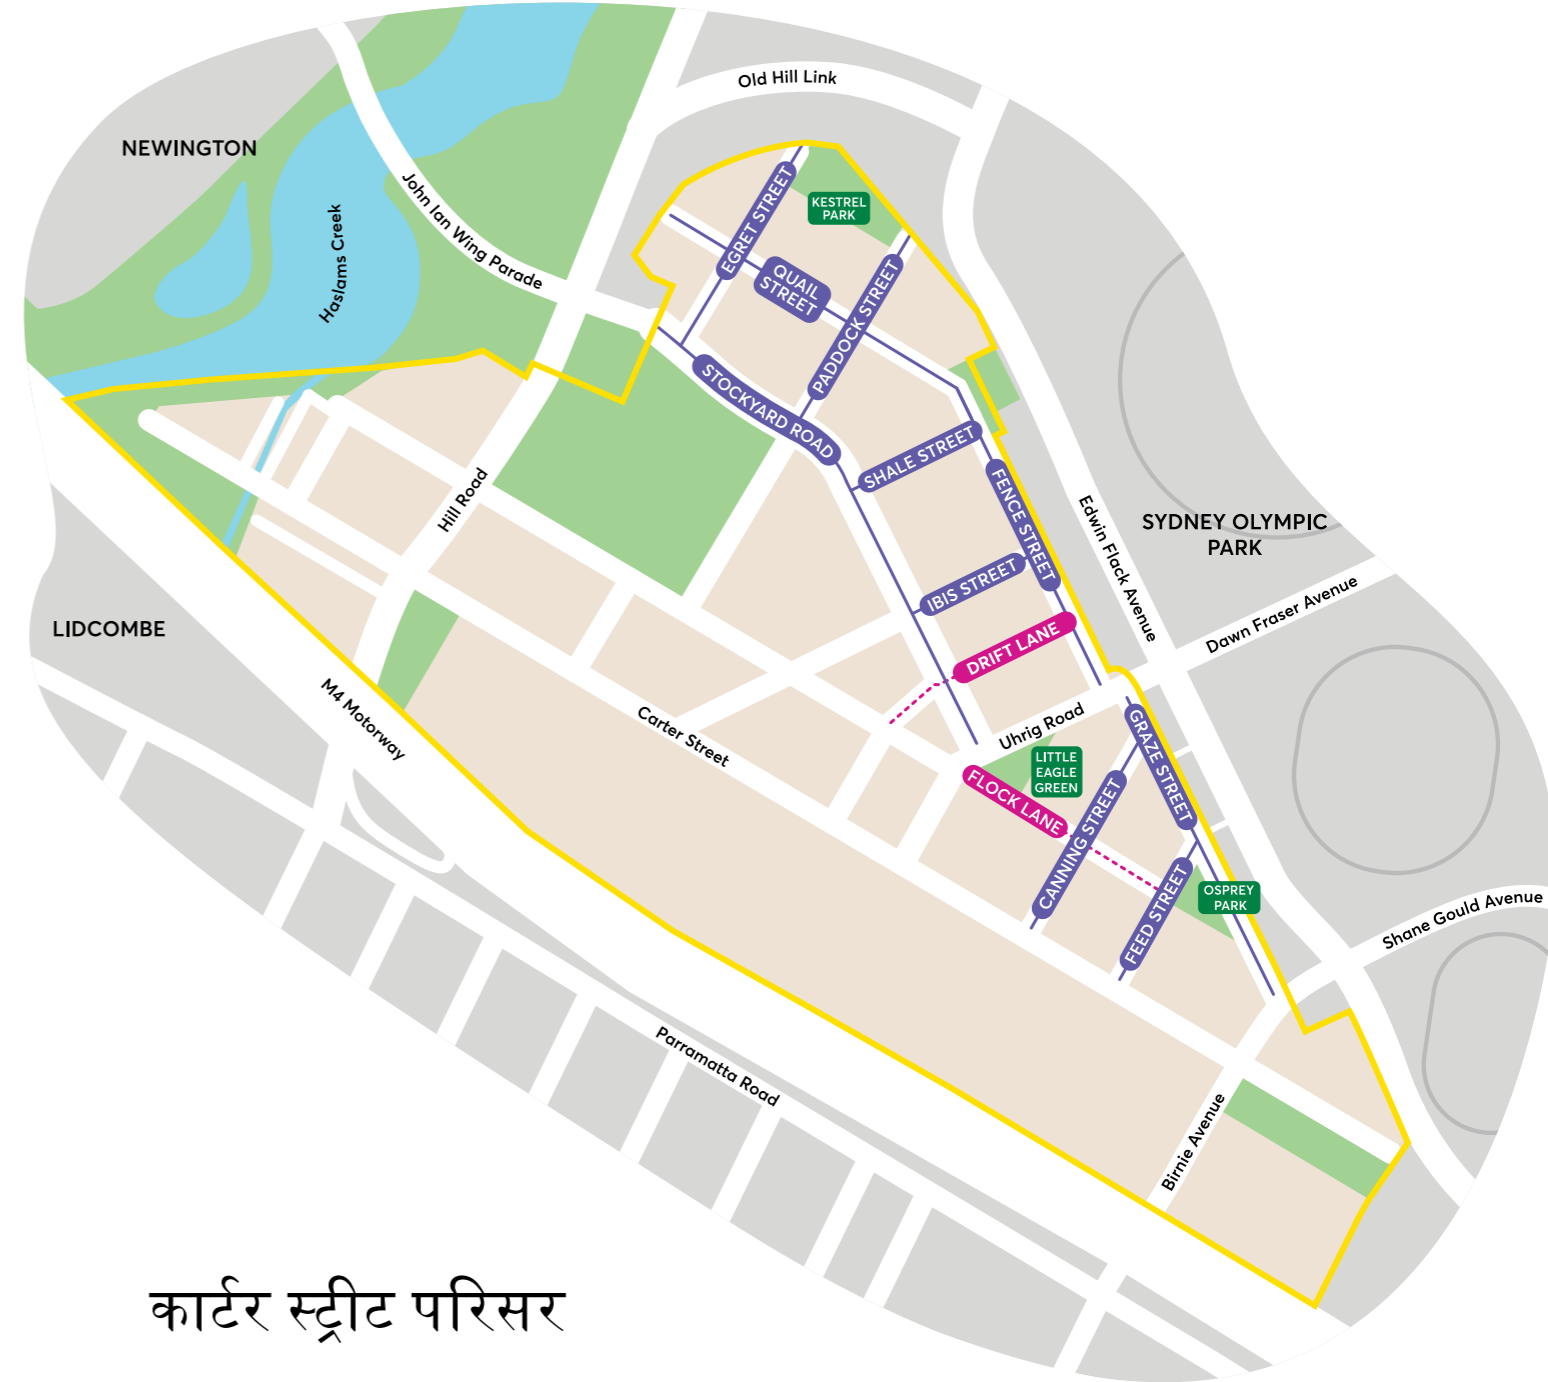 Old Hill Link
NEWINGTON
John Ian Wing Parade
Haslams Creek
EGRET STREET
KESTREL
PARK
QUAIL
STREET
PADDOCK STREET
STOCKYARD ROAD
SHALE STREET
FENCE STREET
Hill Road
Edwin Flack Avenue
SYDNEY OLYMPIC
PARK
IBIS STREET
Dawn Fraser Avenue
LIDCOMBE
DRIFT LANE
M4 Motorway
Carter Street
Uhrig Road
GRAZE STREET
LITTLE
EAGLE
GREEN
FLOCK LANE
CANNING STREET
FEED STREET
OSPREY
PARK
Shane Gould Avenue
Parramatta Road
Birnie Avenue
कार्टर स्ट्रीट परिसर